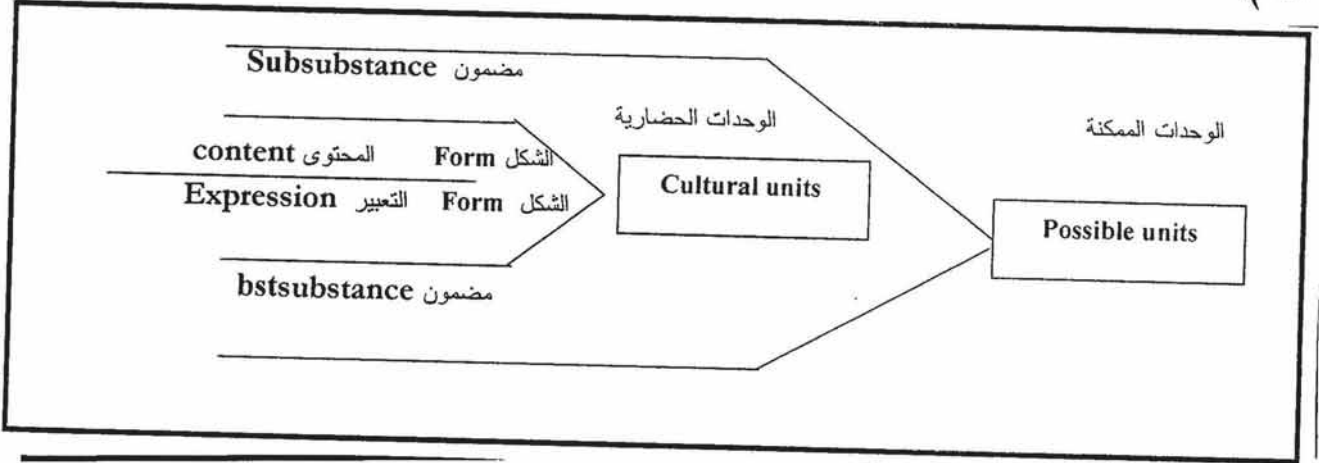 Subsubstance مضمون
الوحدات الحضارية
الوحدات الممكنة
content المحتوى Form الشكل
Cultural units
Expression التعبير Form الشكل
Possible units
bstsubstance مضمون